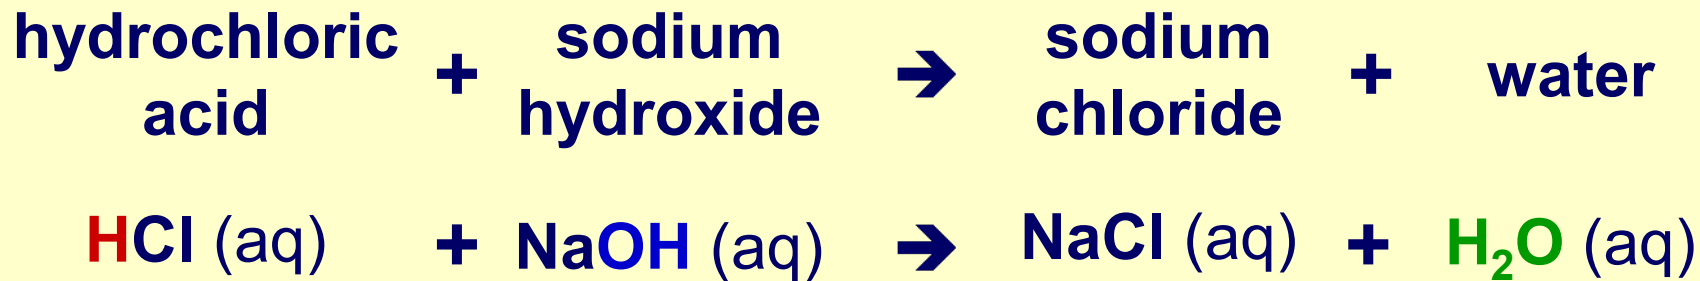 hydrochloric acid + sodium hydroxide ➔ sodium chloride + water
HCl (aq) + NaOH (aq) ➔ NaCl (aq) + H₂O (aq)